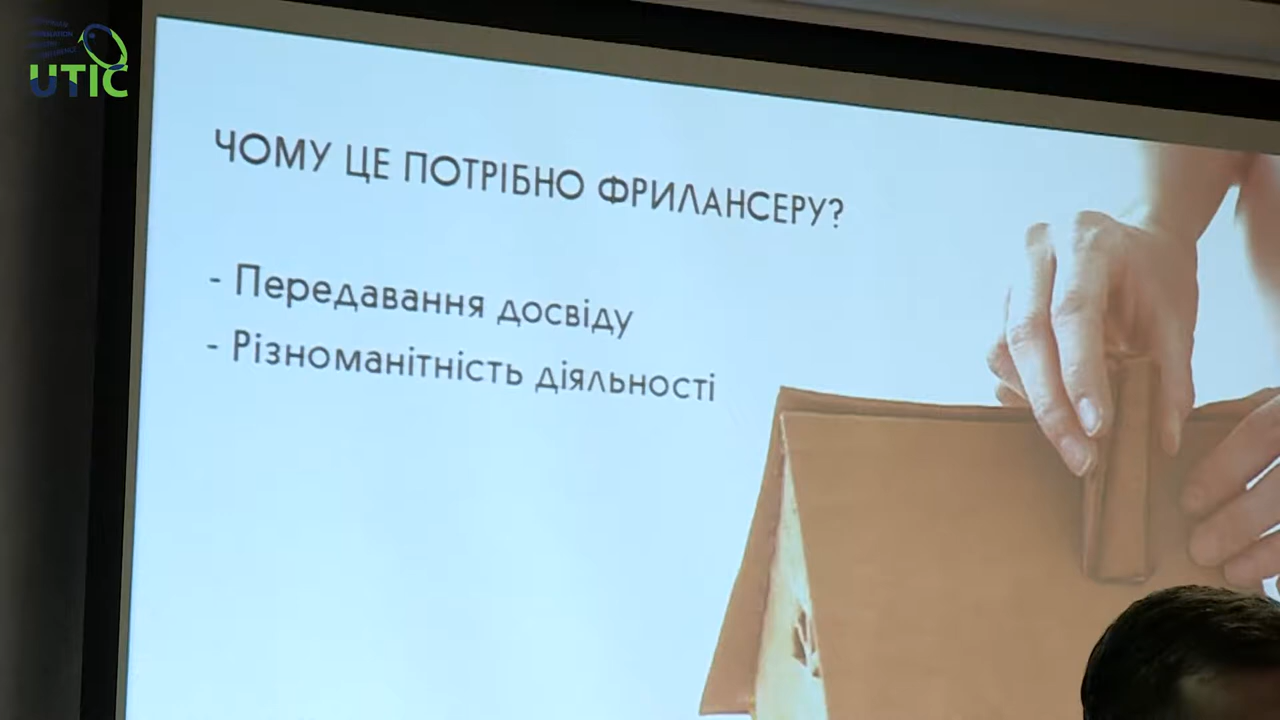 UTIC
ЧОМУ ЦЕ ПОТРІБНО ФРИЛАНСЕРУ?
- Передавання досвіду
- Різноманітність діяльності